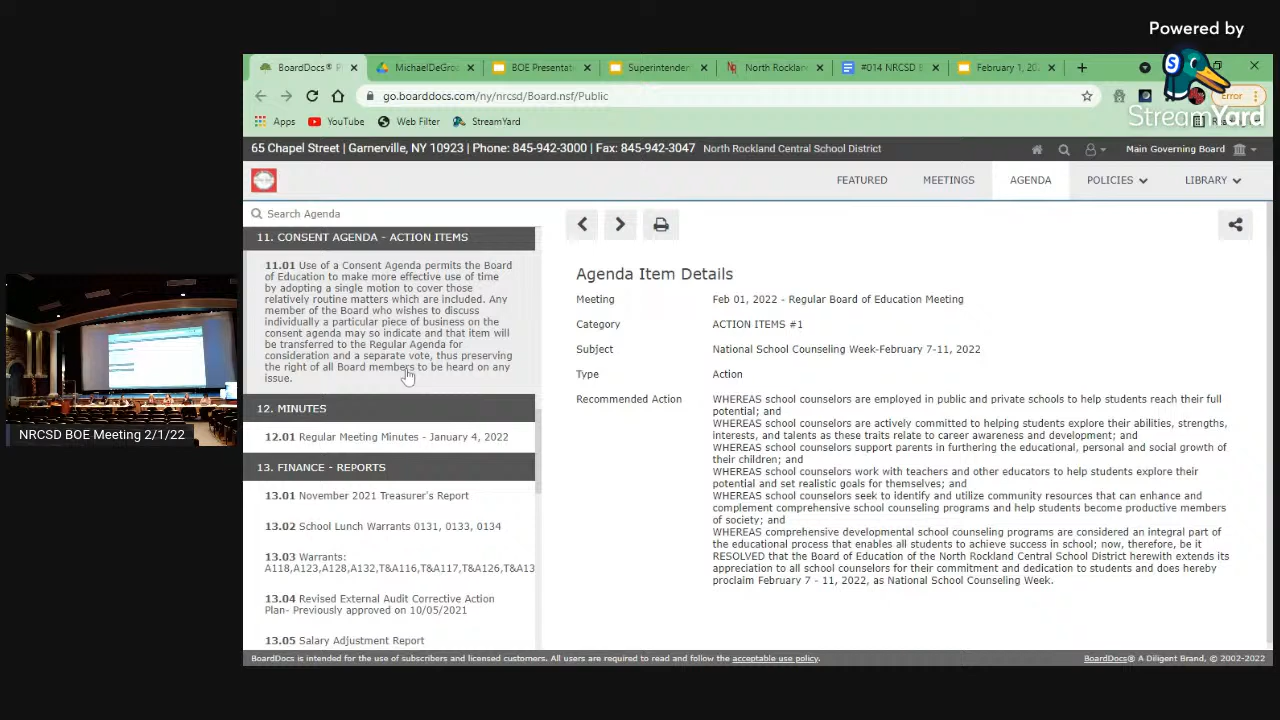 Powered by
StreamYard
BoardDocs® P
MichaelDeGro
BOE Presentat
Superintenden
North Rocklan
#014 NRCSD
February 1, 20
go.boarddocs.com/ny/nrcsd/Board.nsf/Public
Error
Apps
YouTube
Web Filter
StreamYard
65 Chapel Street | Garnerville, NY 10923 | Phone: 845-942-3000 | Fax: 845-942-3047 North Rockland Central School District
Main Governing Board
FEATURED
MEETINGS
AGENDA
POLICIES
LIBRARY
Search Agenda
11. CONSENT AGENDA - ACTION ITEMS
11.01 Use of a Consent Agenda permits the Board
of Education to make more effective use of time
by adopting a single motion to cover those
relatively routine matters which are included. Any
member of the Board who wishes to discuss
individually a particular piece of business on the
consent agenda may so indicate and that item will
be transferred to the Regular Agenda for
consideration and a separate vote, thus preserving
the right of all Board members to be heard on any
issue.
12. MINUTES
12.01 Regular Meeting Minutes - January 4, 2022
13. FINANCE - REPORTS
13.01 November 2021 Treasurer's Report
13.02 School Lunch Warrants 0131, 0133, 0134
13.03 Warrants:
A118,A123,A128,A132,T&A116,T&A117,T&A126,T&A13
13.04 Revised External Audit Corrective Action
Plan- Previously approved on 10/05/2021
13.05 Salary Adjustment Report
Agenda Item Details
Meeting
Feb 01, 2022 - Regular Board of Education Meeting
Category
ACTION ITEMS #1
Subject
National School Counseling Week-February 7-11, 2022
Type
Action
Recommended Action
WHEREAS school counselors are employed in public and private schools to help students reach their full
potential; and
WHEREAS school counselors are actively committed to helping students explore their abilities, strengths,
interests, and talents as these traits relate to career awareness and development; and
WHEREAS school counselors support parents in furthering the educational, personal and social growth of
their children; and
WHEREAS school counselors work with teachers and other educators to help students explore their
potential and set realistic goals for themselves; and
WHEREAS school counselors seek to identify and utilize community resources that can enhance and
complement comprehensive school counseling programs and help students become productive members
of society; and
WHEREAS comprehensive developmental school counseling programs are considered an integral part of
the educational process that enables all students to achieve success in school; now, therefore, be it
RESOLVED that the Board of Education of the North Rockland Central School District herewith extends its
appreciation to all school counselors for their commitment and dedication to students and does hereby
proclaim February 7 - 11, 2022, as National School Counseling Week.
NRCSD BOE Meeting 2/1/22
BoardDocs is intended for the use of subscribers and licensed customers. All users are required to read and follow the acceptable use policy.
BoardDocs® A Diligent Brand, © 2002-2022